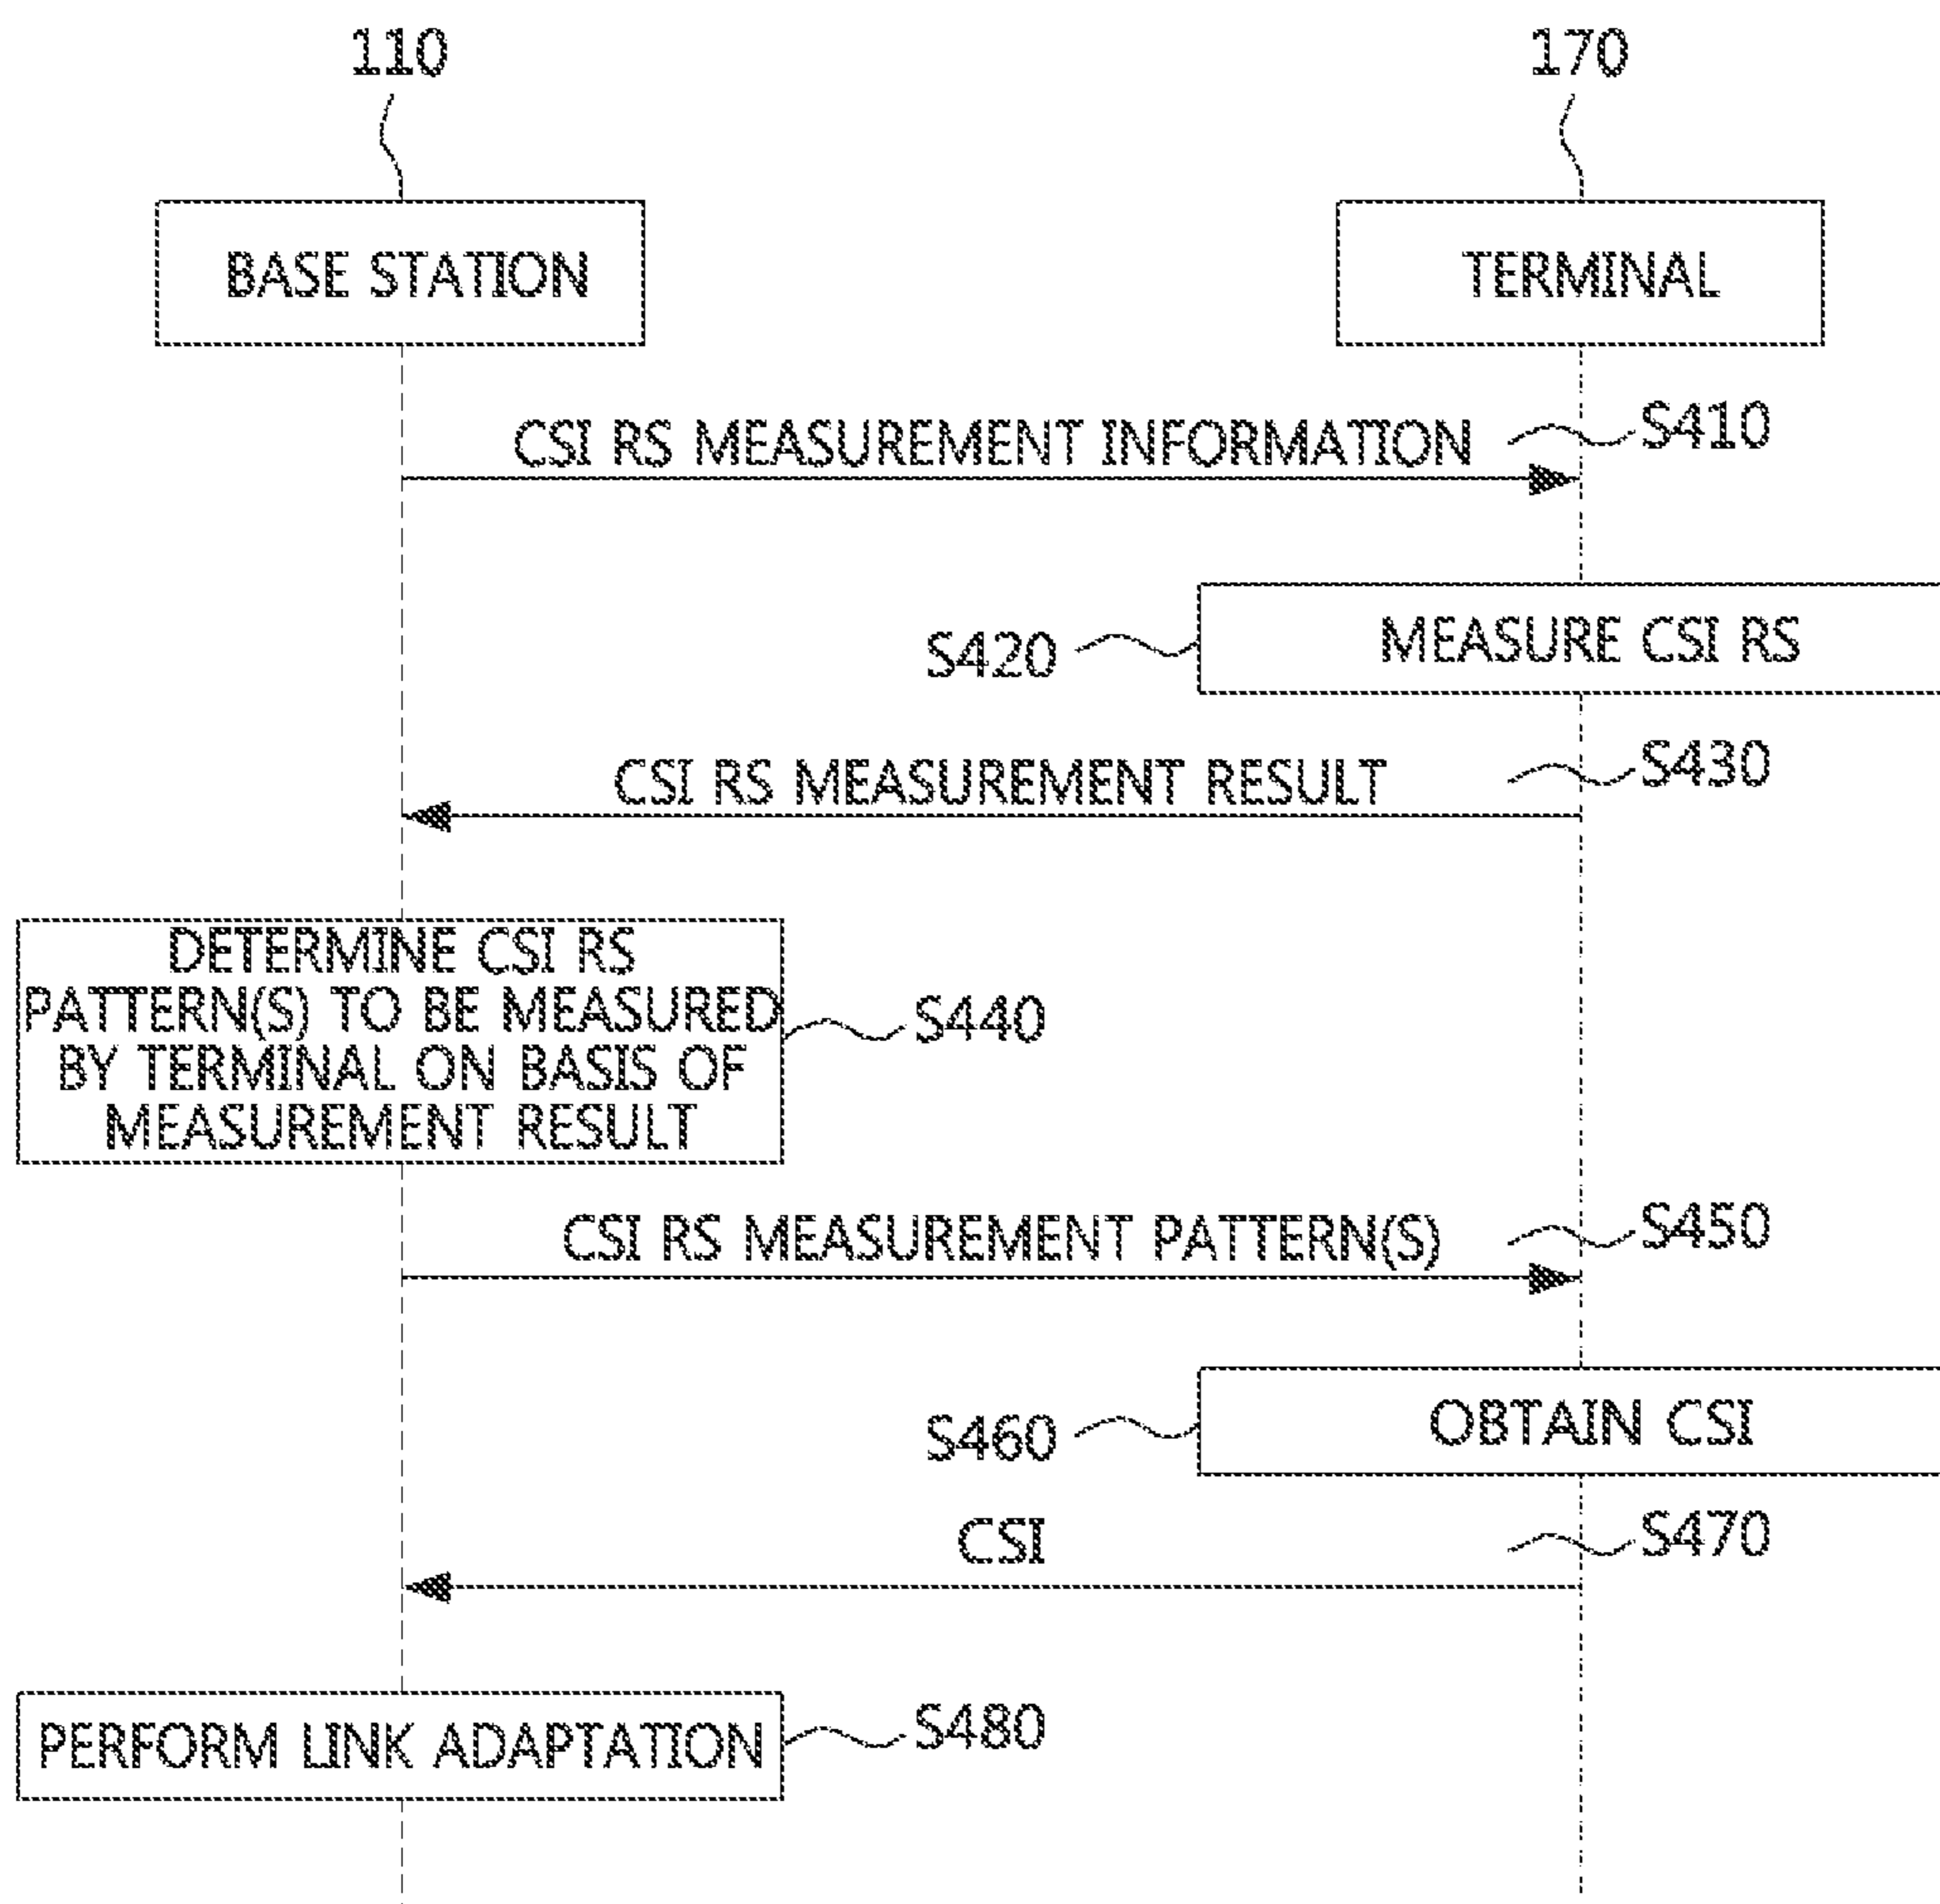 110
170
BASE STATION
TERMINAL
CSI RS MEASUREMENT INFORMATION
S410
S420
MEASURE CSI RS
CSI RS MEASUREMENT RESULT
S430
DETERMINE CSI RS
PATTERN(S) TO BE MEASURED
BY TERMINAL ON BASIS OF
MEASUREMENT RESULT
S440
CSI RS MEASUREMENT PATTERN(S)
S450
S460
OBTAIN CSI
CSI
S470
PERFORM LINK ADAPTATION
S480